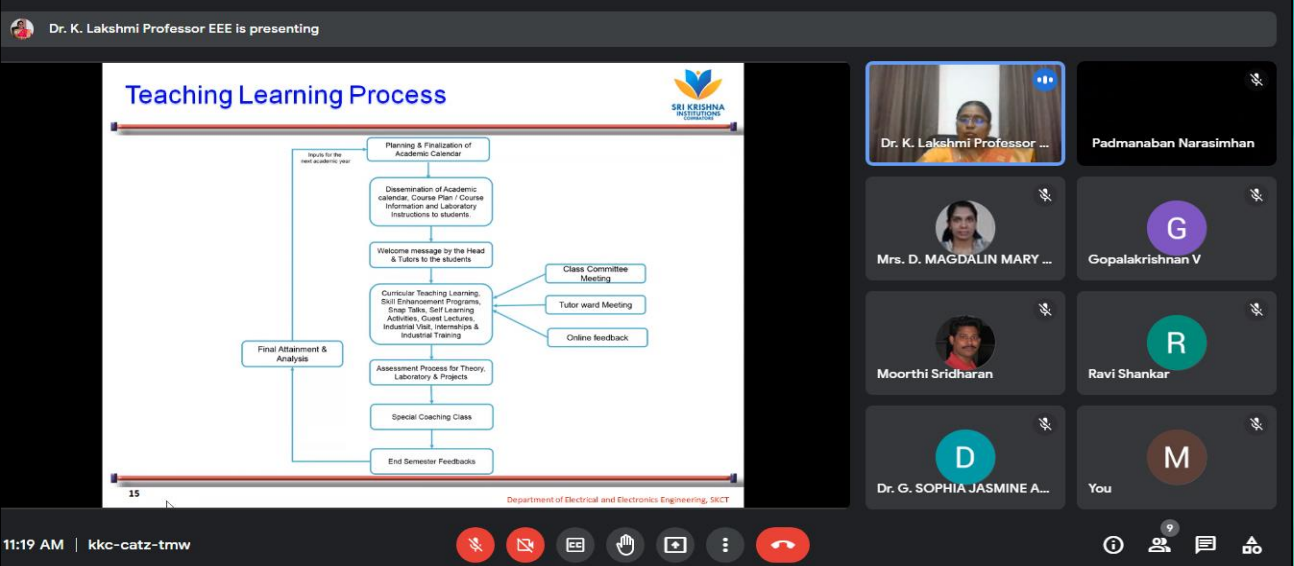 Dr. K. Lakshmi Professor EEE is presenting
Teaching Learning Process
SRI KRISHNA
INSTITUTIONS
COIMBATORE
Inputs for the
next academic year
Planning & Finalization of
Academic Calendar
Dissemination of Academic
calendar, Course Plan / Course
Information and Laboratory
Instructions to students.
Welcome message by the Head
& Tutors to the students
Curricular Teaching Learning,
Skill Enhancement Programs,
Snap Talks, Self Learning
Activities, Guest Lectures,
Industrial Visit, Internships &
Industrial Training
Class Committee
Meeting
Tutor ward Meeting
Online feedback
Final Attainment &
Analysis
Assessment Process for Theory,
Laboratory & Projects
Special Coaching Class
End Semester Feedbacks
15
Department of Electrical and Electronics Engineering, SKCT
Dr. K. Lakshmi Professor ...
Padmanaban Narasimhan
Mrs. D. MAGDALIN MARY ...
G
Gopalakrishnan V
Moorthi Sridharan
R
Ravi Shankar
D
Dr. G. SOPHIA JASMINE A...
M
You
11:19 AM | kkc-catz-tmw
CC
9